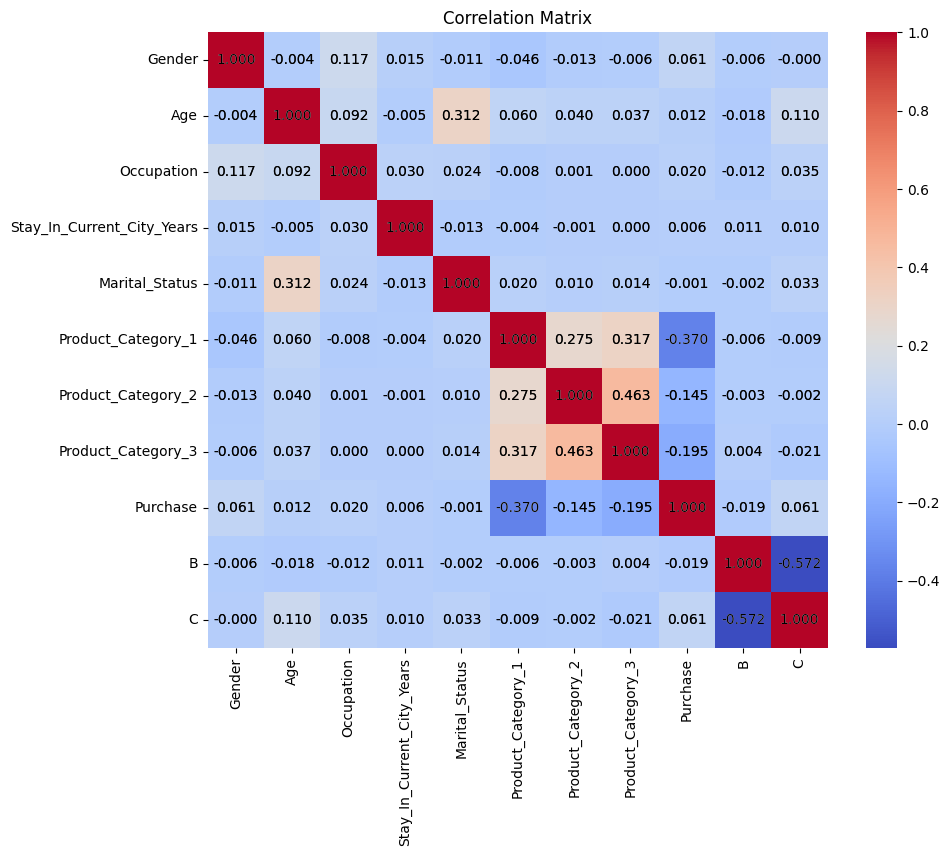 Correlation Matrix
Gender 1.000 -0.004 0.117 0.015 -0.011 -0.046 -0.013 -0.006 0.061 -0.006 -0.000
Age -0.004 1.000 0.092 -0.005 0.312 0.060 0.040 0.037 0.012 -0.018 0.110
Occupation 0.117 0.092 1.000 0.030 0.024 -0.008 0.001 0.000 0.020 -0.012 0.035
Stay_In_Current_City_Years 0.015 -0.005 0.030 1.000 -0.013 -0.004 -0.001 0.000 0.006 0.011 0.010
Marital_Status -0.011 0.312 0.024 -0.013 1.000 0.020 0.010 0.014 -0.001 -0.002 0.033
Product_Category_1 -0.046 0.060 -0.008 -0.004 0.020 1.000 0.275 0.317 -0.370 -0.006 -0.009
Product_Category_2 -0.013 0.040 0.001 -0.001 0.010 0.275 1.000 0.463 -0.145 -0.003 -0.002
Product_Category_3 -0.006 0.037 0.000 0.000 0.014 0.317 0.463 1.000 -0.195 0.004 -0.021
Purchase 0.061 0.012 0.020 0.006 -0.001 -0.370 -0.145 -0.195 1.000 -0.019 0.061
B -0.006 -0.018 -0.012 0.011 -0.002 -0.006 -0.003 0.004 -0.019 1.000 -0.572
C -0.000 0.110 0.035 0.010 0.033 -0.009 -0.002 -0.021 0.061 -0.572 1.000
Gender
Age
Occupation
Stay_In_Current_City_Years
Marital_Status
Product_Category_1
Product_Category_2
Product_Category_3
Purchase
B
C
1.0
0.8
0.6
0.4
0.2
0.0
−0.2
−0.4